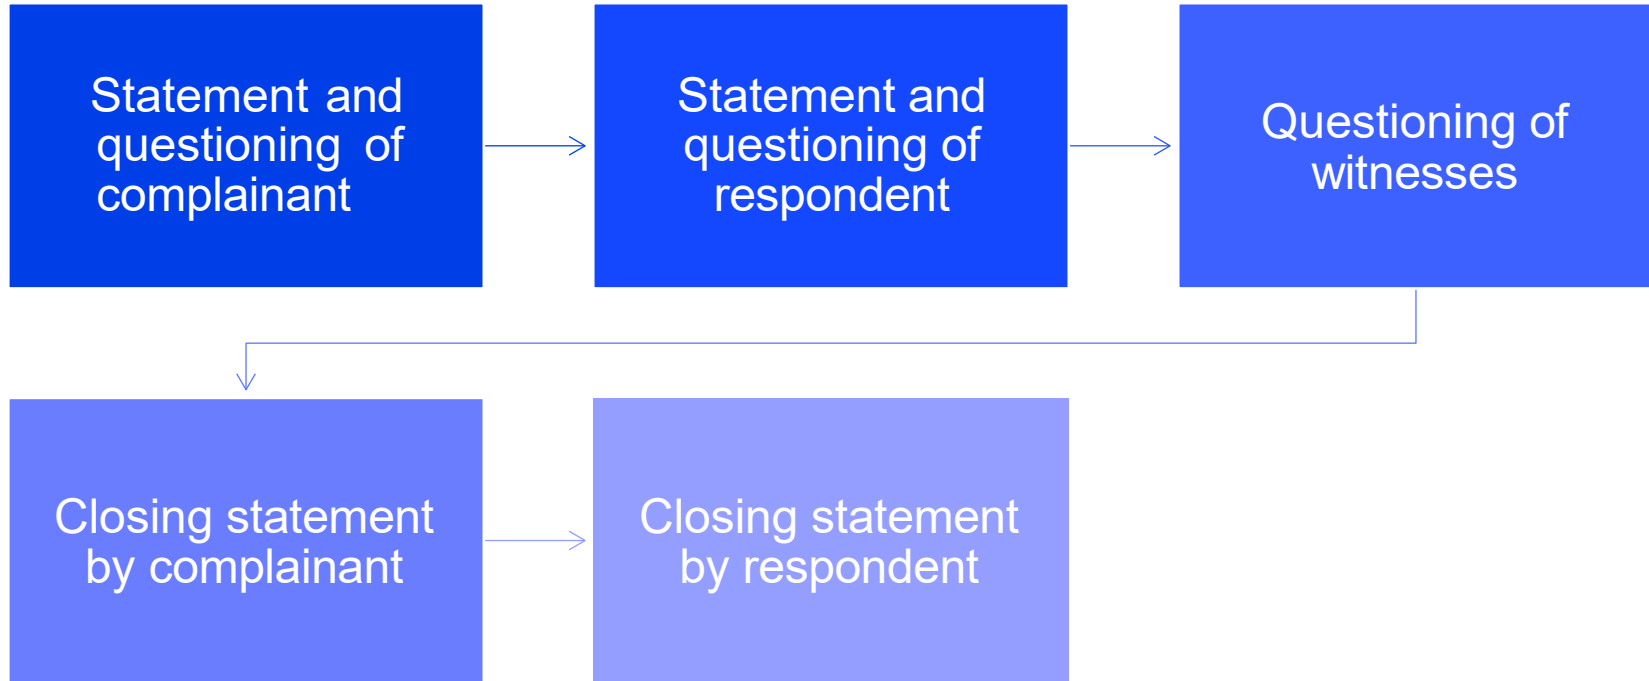 Statement and
questioning of
complainant
Statement and
questioning of
respondent
Questioning of
witnesses
Closing statement
by complainant
Closing statement
by respondent